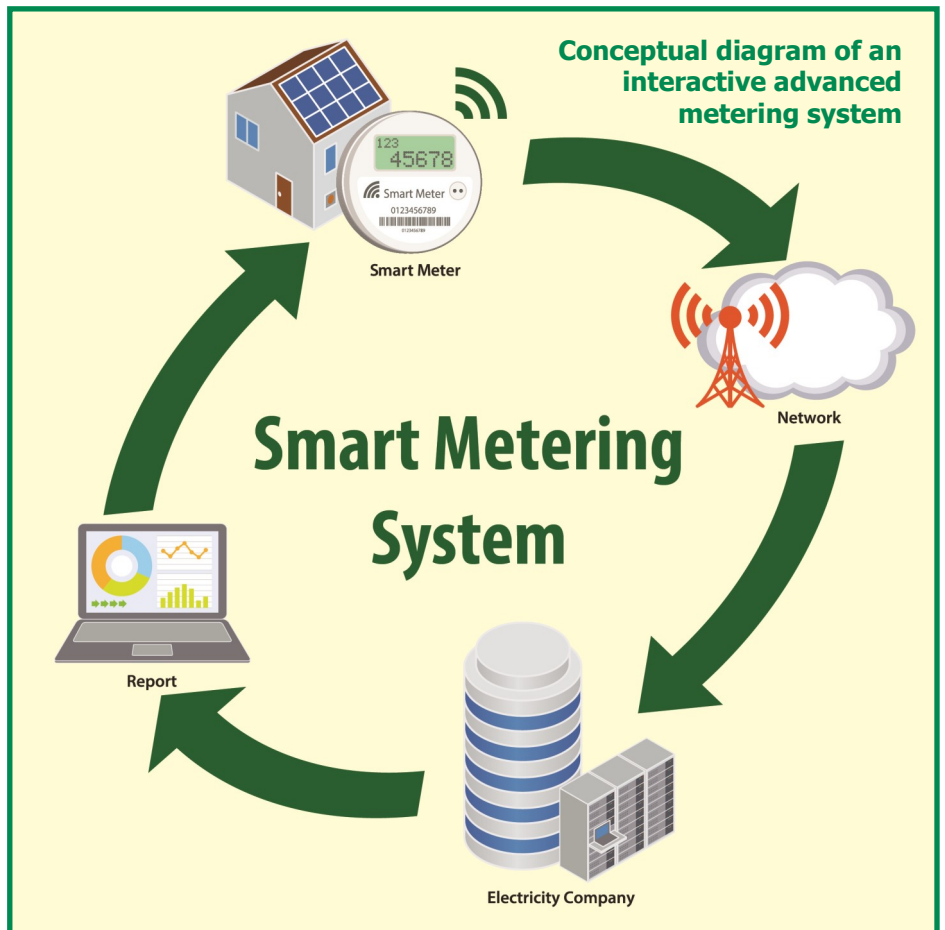 Conceptual diagram of an
interactive advanced
metering system
123
45678
Smart Meter
0123456789
0123456789
Smart Meter
Network
Smart Metering
System
Report
Electricity Company